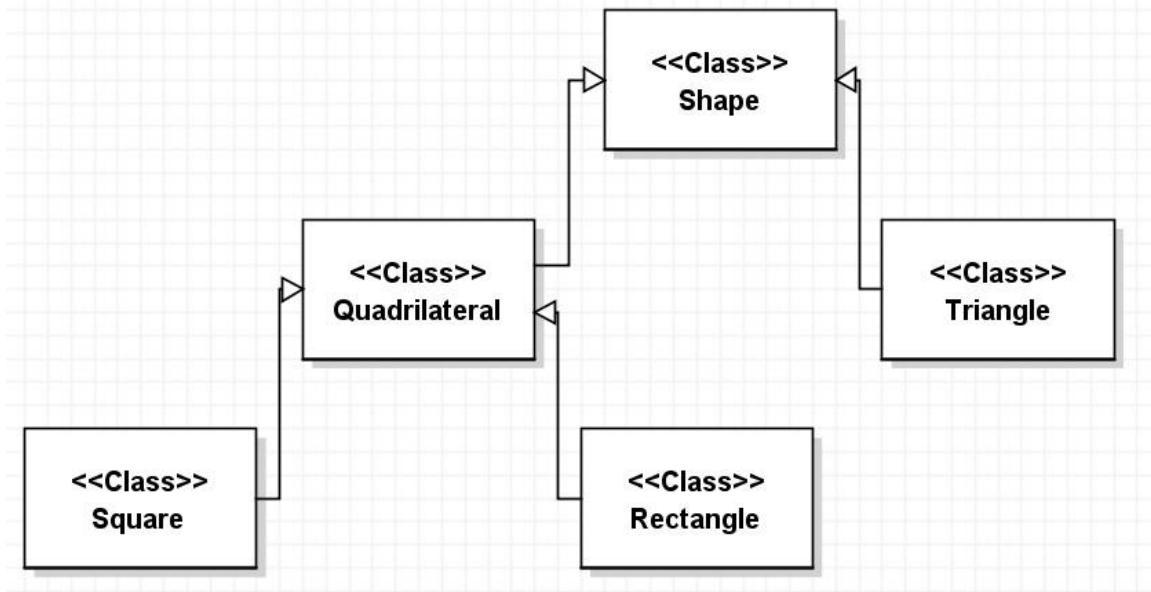 <<Class>>
Shape
<<Class>>
Quadrilateral
<<Class>>
Triangle
<<Class>>
Square
<<Class>>
Rectangle